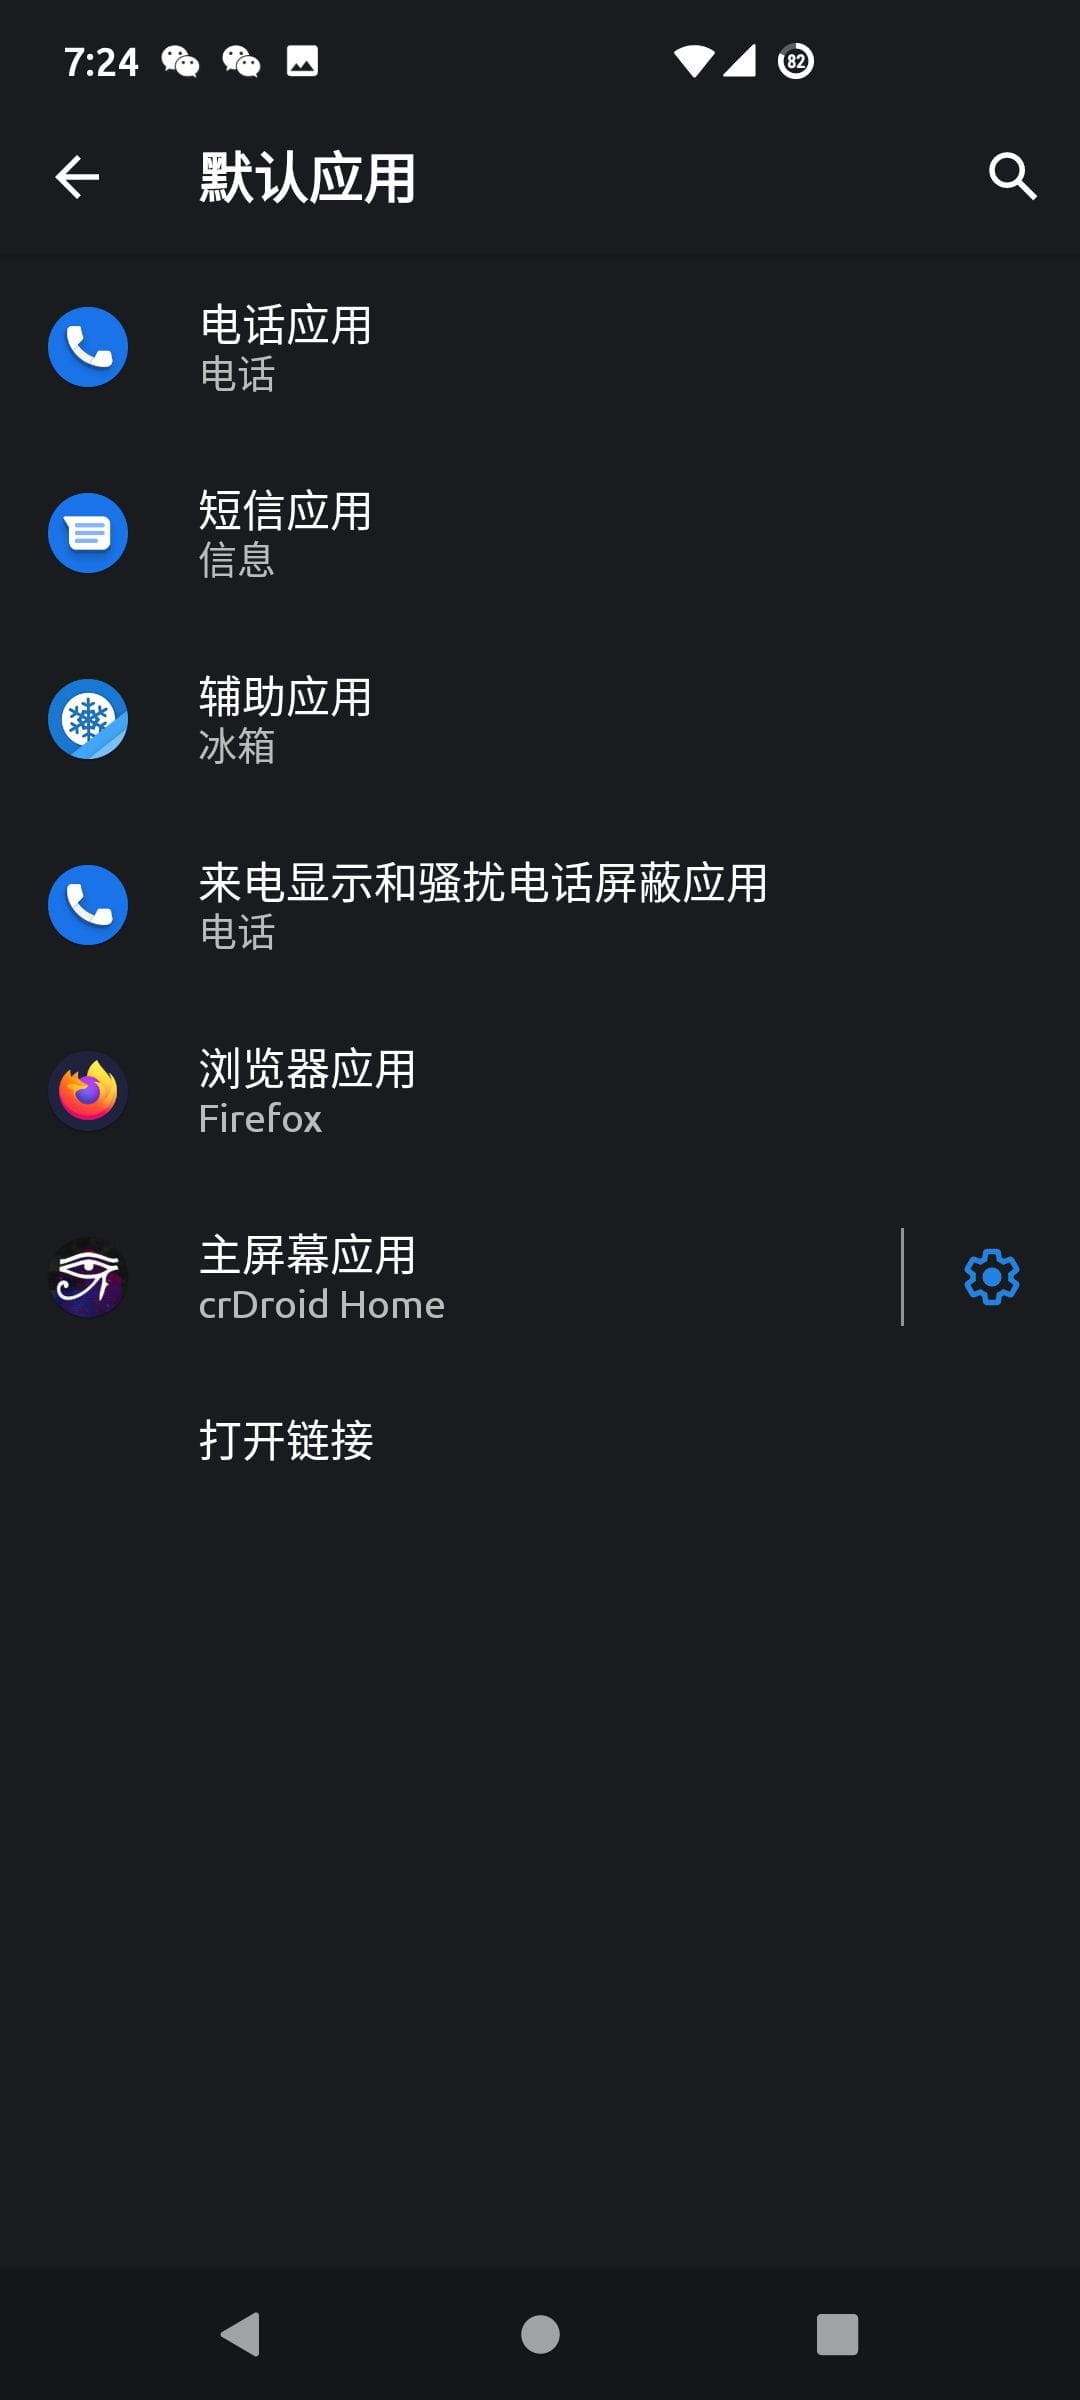 7:24
82
默认应用
电话应用
电话
短信应用
信息
辅助应用
冰箱
来电显示和骚扰电话屏蔽应用
电话
浏览器应用
Firefox
主屏幕应用
crDroid Home
打开链接